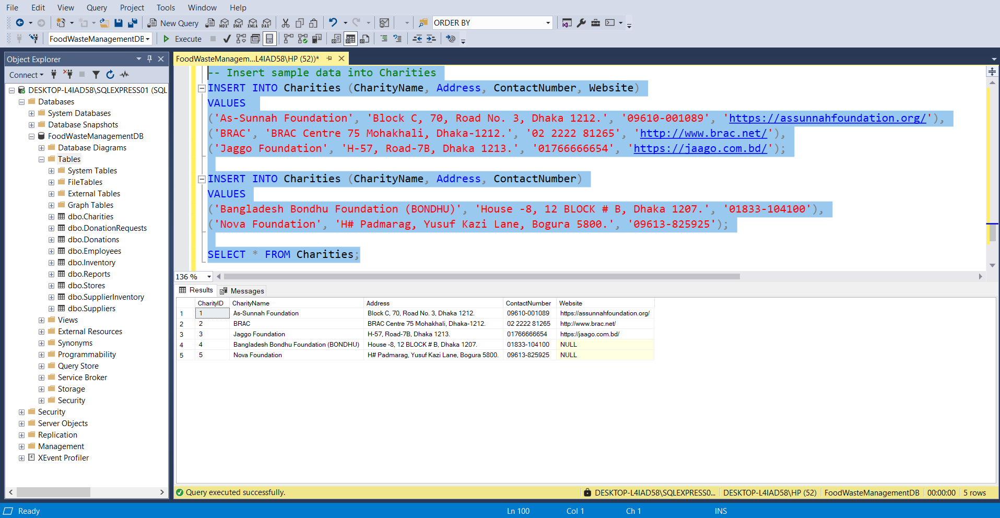 File Edit View Query Project Tools Window Help
New Query MDX DMX XMLA DAX ORDER BY
FoodWasteManagementDB Execute
Object Explorer
Connect
DESKTOP-L4IAD58\SQLEXPRESS01 (SQL
Databases
System Databases
Database Snapshots
FoodWasteManagementDB
Database Diagrams
Tables
System Tables
FileTables
External Tables
Graph Tables
dbo.Charities
dbo.DonationRequests
dbo.Donations
dbo.Employees
dbo.Inventory
dbo.Reports
dbo.Stores
dbo.SupplierInventory
dbo.Suppliers
Views
External Resources
Synonyms
Programmability
Query Store
Service Broker
Storage
Security
Security
Server Objects
Replication
Management
XEvent Profiler
FoodWasteManagem...L4IAD58\HP (52))*
-- Insert sample data into Charities
INSERT INTO Charities (CharityName, Address, ContactNumber, Website)
VALUES
('As-Sunnah Foundation', 'Block C, 70, Road No. 3, Dhaka 1212.', '09610-001089', 'https://assunnahfoundation.org/'),
('BRAC', 'BRAC Centre 75 Mohakhali, Dhaka-1212.', '02 2222 81265', 'http://www.brac.net/'),
('Jaggo Foundation', 'H-57, Road-7B, Dhaka 1213.', '01766666654', 'https://jaago.com.bd/');
INSERT INTO Charities (CharityName, Address, ContactNumber)
VALUES
('Bangladesh Bondhu Foundation (BONDHU)', 'House -8, 12 BLOCK # B, Dhaka 1207.', '01833-104100'),
('Nova Foundation', 'H# Padmarag, Yusuf Kazi Lane, Bogura 5800.', '09613-825925');
SELECT * FROM Charities;
136 %
Results Messages
CharityID CharityName Address ContactNumber Website
1 1 As-Sunnah Foundation Block C, 70, Road No. 3, Dhaka 1212. 09610-001089 https://assunnahfoundation.org/
2 2 BRAC BRAC Centre 75 Mohakhali, Dhaka-1212. 02 2222 81265 http://www.brac.net/
3 3 Jaggo Foundation H-57, Road-7B, Dhaka 1213. 01766666654 https://jaago.com.bd/
4 4 Bangladesh Bondhu Foundation (BONDHU) House -8, 12 BLOCK # B, Dhaka 1207. 01833-104100 NULL
5 5 Nova Foundation H# Padmarag, Yusuf Kazi Lane, Bogura 5800. 09613-825925 NULL
Query executed successfully. DESKTOP-L4IAD58\SQLEXPRESS0... DESKTOP-L4IAD58\HP (52) FoodWasteManagementDB 00:00:00 5 rows
Ready Ln 100 Col 1 Ch 1 INS